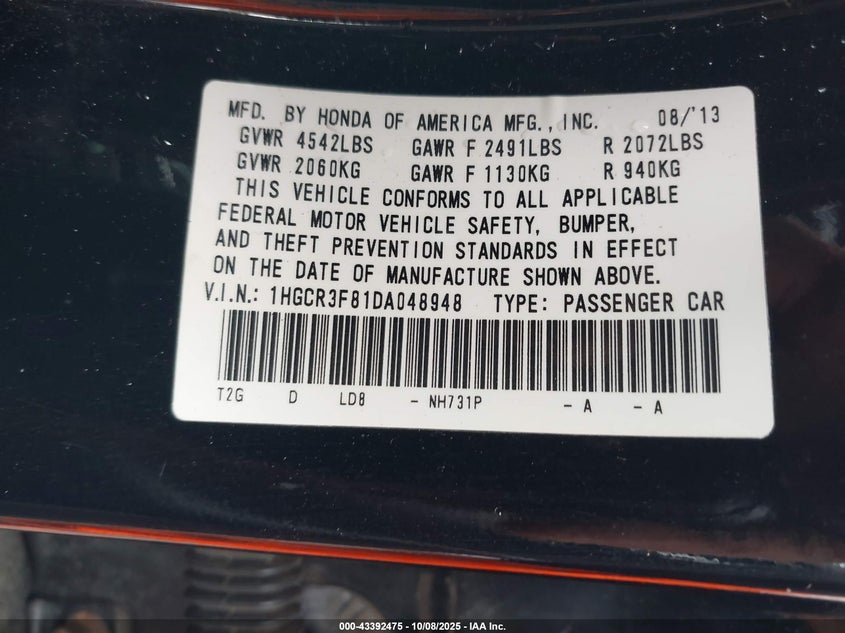 MFD. BY HONDA OF AMERICA MFG., INC. 08/'13
GVWR 4542LBS GAWR F 2491LBS R 2072LBS
GVWR 2060KG GAWR F 1130KG R 940KG
THIS VEHICLE CONFORMS TO ALL APPLICABLE
FEDERAL MOTOR VEHICLE SAFETY, BUMPER,
AND THEFT PREVENTION STANDARDS IN EFFECT
ON THE DATE OF MANUFACTURE SHOWN ABOVE.
V.I.N.: 1HGCR3F81DA048948 TYPE: PASSENGER CAR
T2G D LD8 - NH731P - A - A
000-43392475 - 10/08/2025 - IAA Inc.